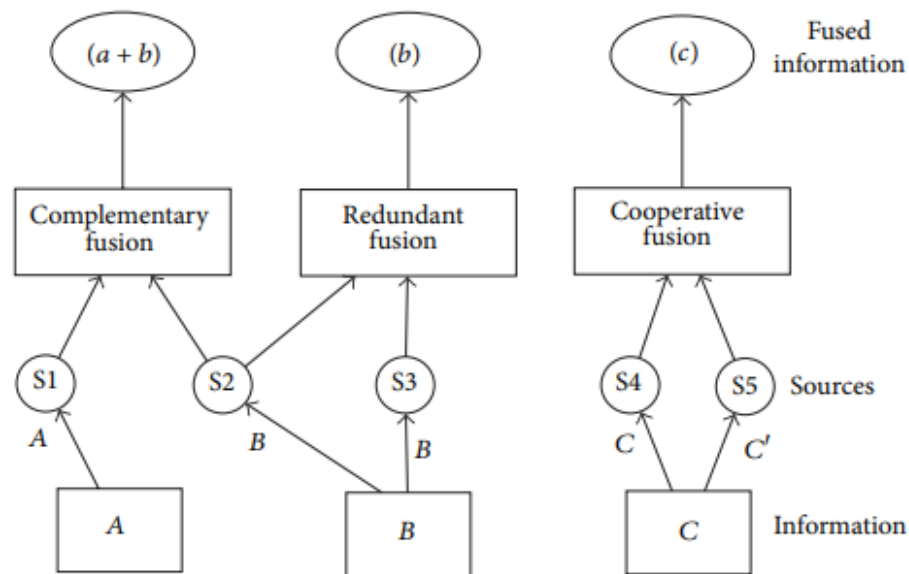 (a + b)
(b)
(c)
Fused
information
Complementary
fusion
Redundant
fusion
Cooperative
fusion
S1
S2
S3
S4
S5
Sources
A
B
B
C
C′
A
B
C
Information